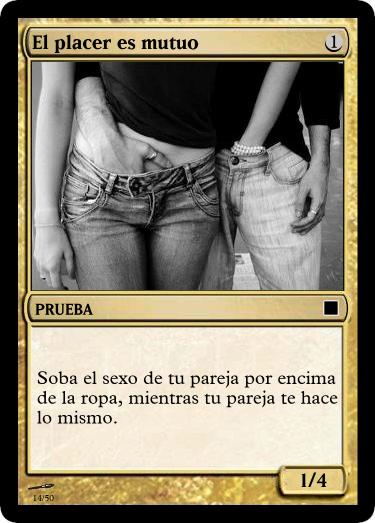 El placer es mutuo 1
PRUEBA
Soba el sexo de tu pareja por encima
de la ropa, mientras tu pareja te hace
lo mismo.
1/4
14/50